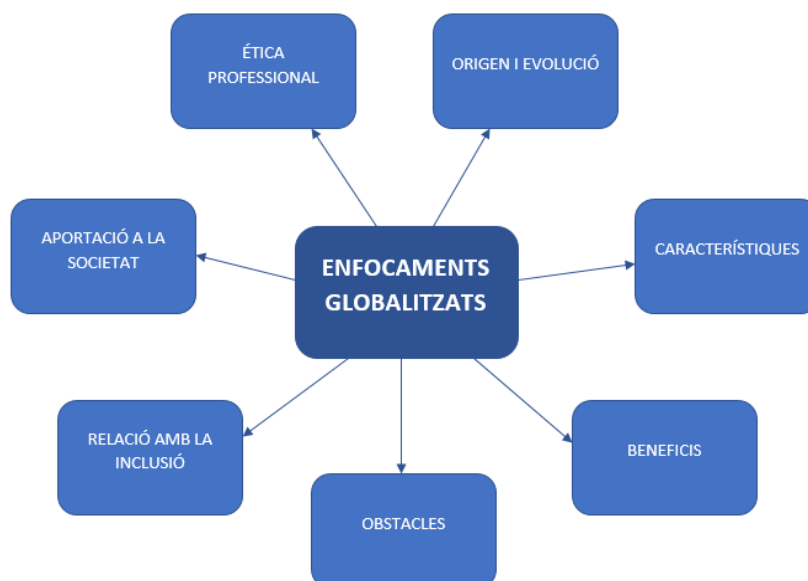 ÉTICA
PROFESSIONAL
ORIGEN I EVOLUCIÓ
APORTACIÓ A LA
SOCIETAT
ENFOCAMENTS
GLOBALITZATS
CARACTERÍSTIQUES
RELACIÓ AMB LA
INCLUSIÓ
OBSTACLES
BENEFICIS